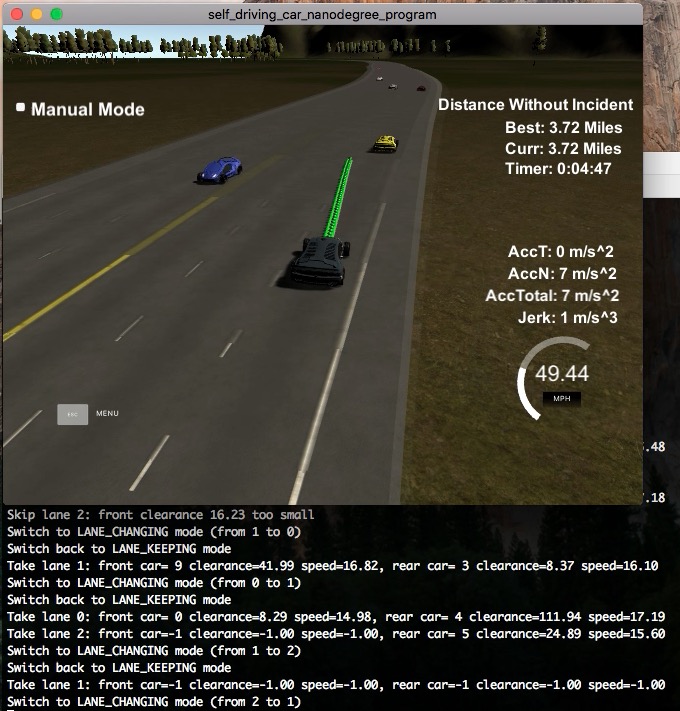 self_driving_car_nanodegree_program
Manual Mode
Distance Without Incident
Best: 3.72 Miles
Curr: 3.72 Miles
Timer: 0:04:47
AccT: 0 m/s^2
AccN: 7 m/s^2
AccTotal: 7 m/s^2
Jerk: 1 m/s^3
49.44
MPH
ESC MENU
.48
.18
Skip lane 2: front clearance 16.23 too small
Switch to LANE_CHANGING mode (from 1 to 0)
Switch back to LANE_KEEPING mode
Take lane 1: front car= 9 clearance=41.99 speed=16.82, rear car= 3 clearance=8.37 speed=16.10
Switch to LANE_CHANGING mode (from 0 to 1)
Switch back to LANE_KEEPING mode
Take lane 0: front car= 0 clearance=8.29 speed=14.98, rear car= 4 clearance=111.94 speed=17.19
Take lane 2: front car=-1 clearance=-1.00 speed=-1.00, rear car= 5 clearance=24.89 speed=15.60
Switch to LANE_CHANGING mode (from 1 to 2)
Switch back to LANE_KEEPING mode
Take lane 1: front car=-1 clearance=-1.00 speed=-1.00, rear car=-1 clearance=-1.00 speed=-1.00
Switch to LANE_CHANGING mode (from 2 to 1)